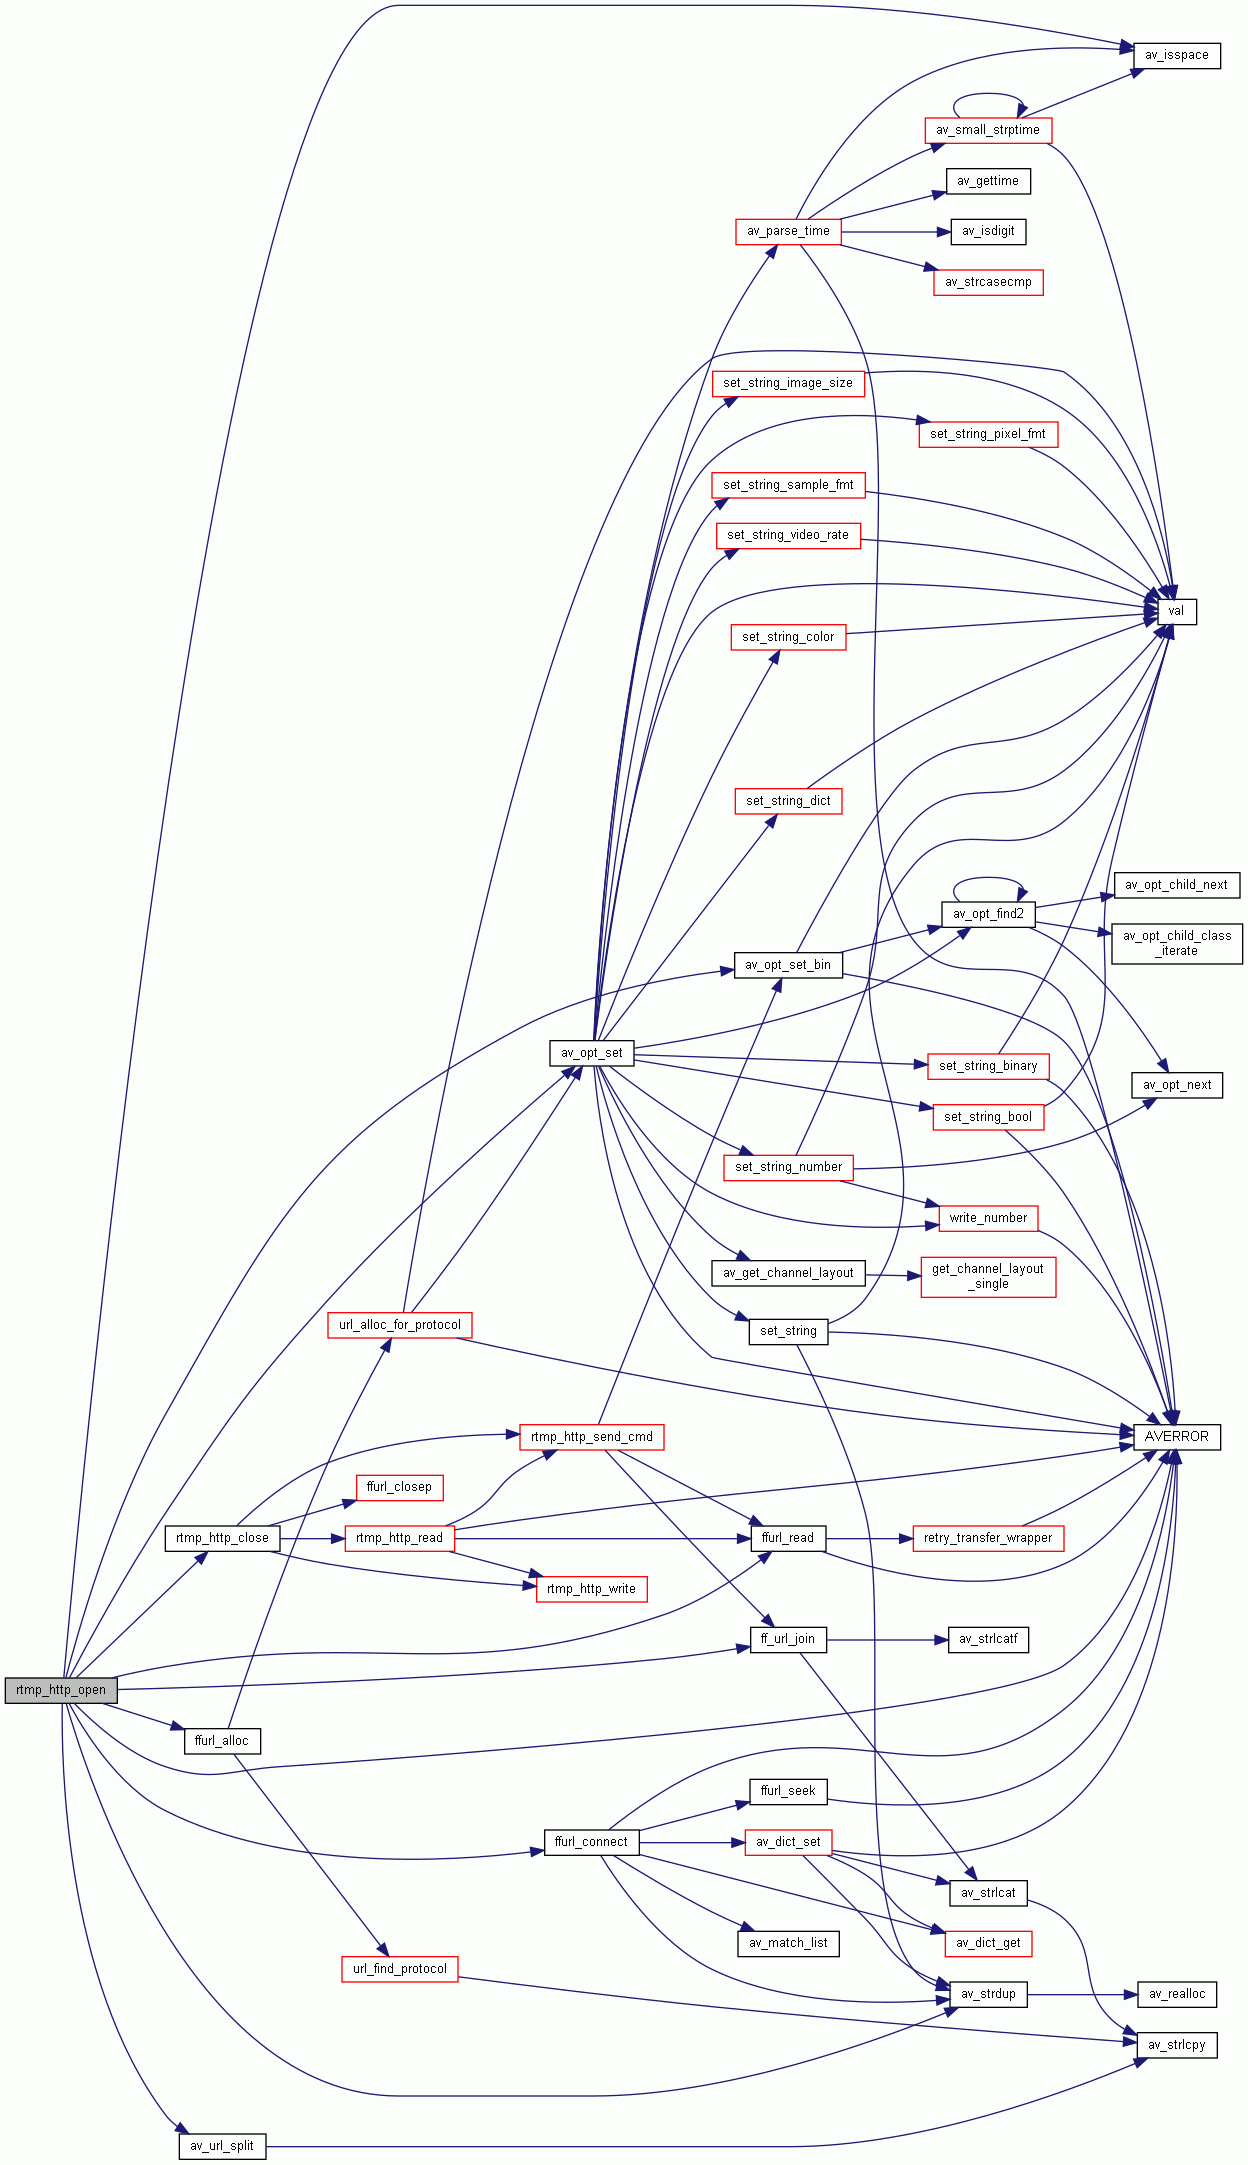 av_isspace
av_small_strptime
av_gettime
av_parse_time
av_isdigit
av_strcasecmp
set_string_image_size
set_string_pixel_fmt
set_string_sample_fmt
set_string_video_rate
val
set_string_color
set_string_dict
av_opt_child_next
av_opt_find2
av_opt_child_class
_iterate
av_opt_set_bin
av_opt_set
set_string_binary
av_opt_next
set_string_bool
set_string_number
write_number
av_get_channel_layout
get_channel_layout
_single
url_alloc_for_protocol
set_string
rtmp_http_send_cmd
AVERROR
ffurl_closep
rtmp_http_close
rtmp_http_read
ffurl_read
retry_transfer_wrapper
rtmp_http_write
ff_url_join
av_strlcatf
rtmp_http_open
ffurl_alloc
ffurl_seek
ffurl_connect
av_dict_set
av_strlcat
av_match_list
av_dict_get
url_find_protocol
av_strdup
av_realloc
av_strlcpy
av_url_split